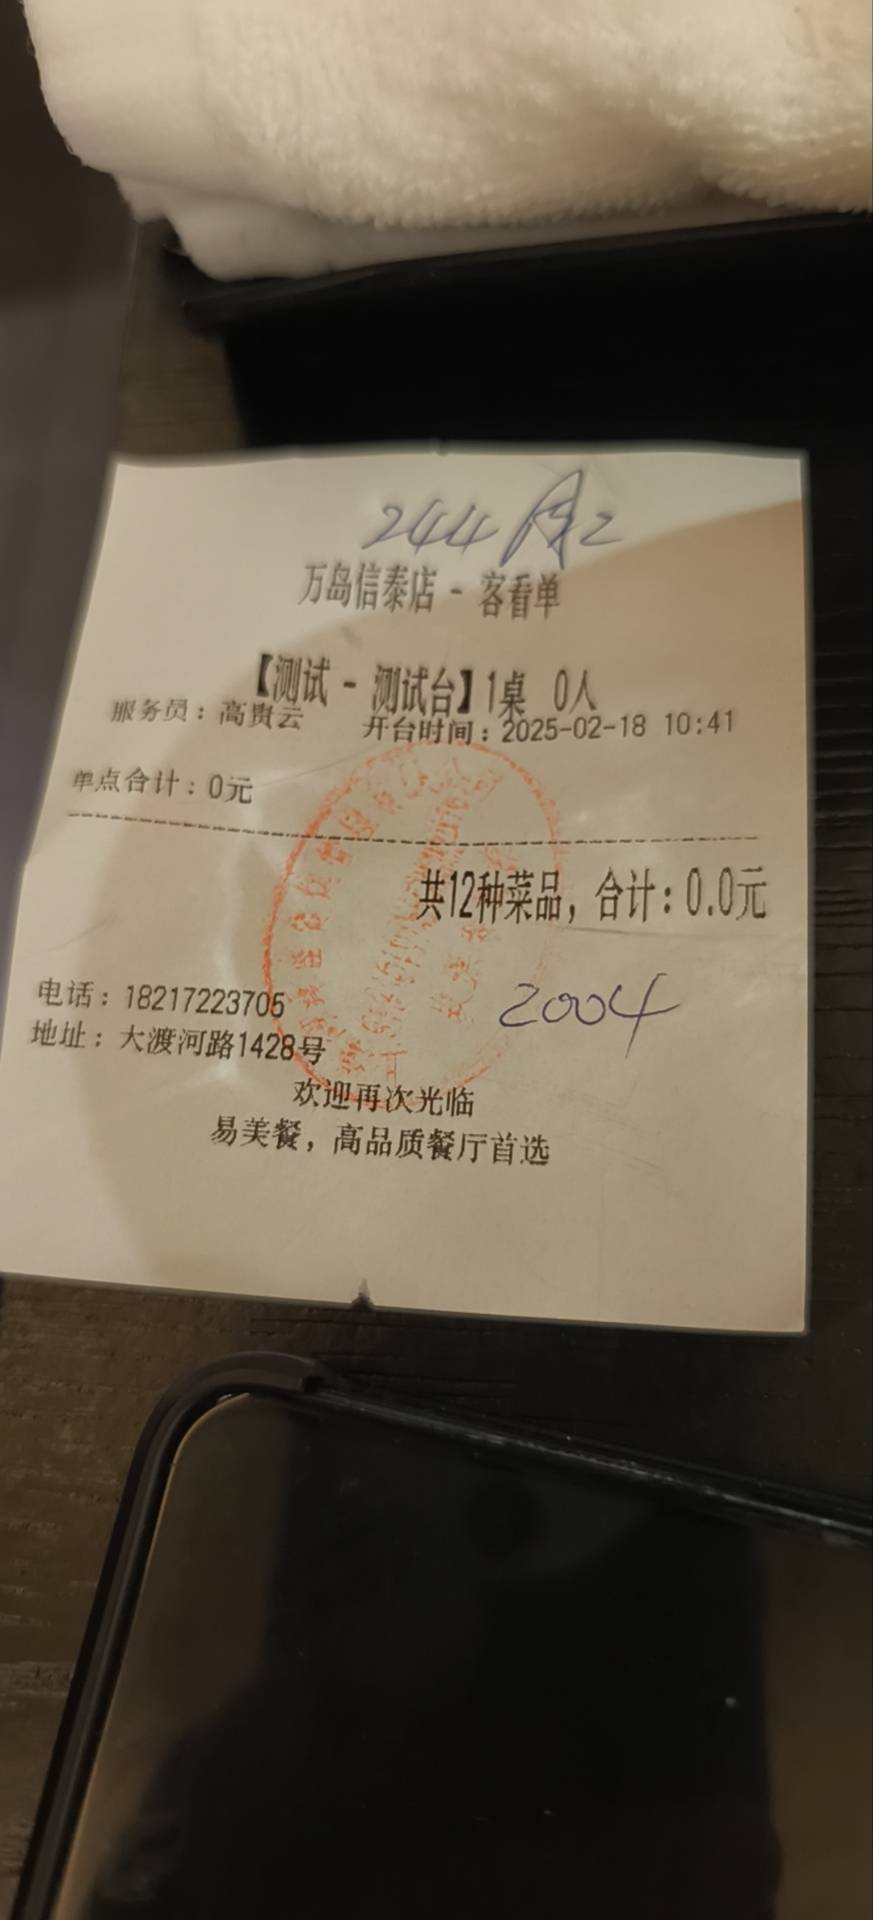 244 月2
万岛信泰店 - 客看单
【测试 - 测试台】1桌 0人
服务员：高贵云 开台时间：2025-02-18 10:41
单点合计：0元
共12种菜品，合计：0.0元
2004
电话：18217223705
地址：大渡河路1428号
欢迎再次光临
易美餐，高品质餐厅首选